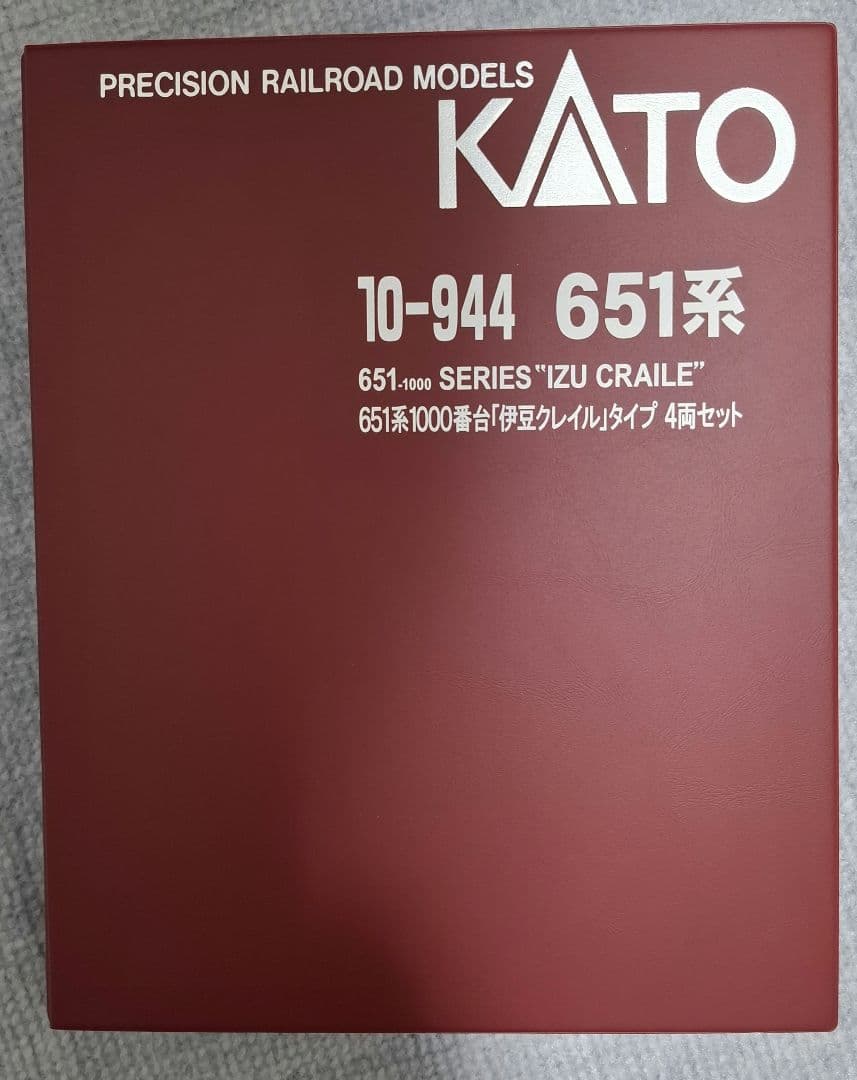 PRECISION RAILROAD MODELS
KATO
10-944 651系
651-1000 SERIES "IZU CRAILE"
651系1000番台「伊豆クレイル」タイプ 4両セット